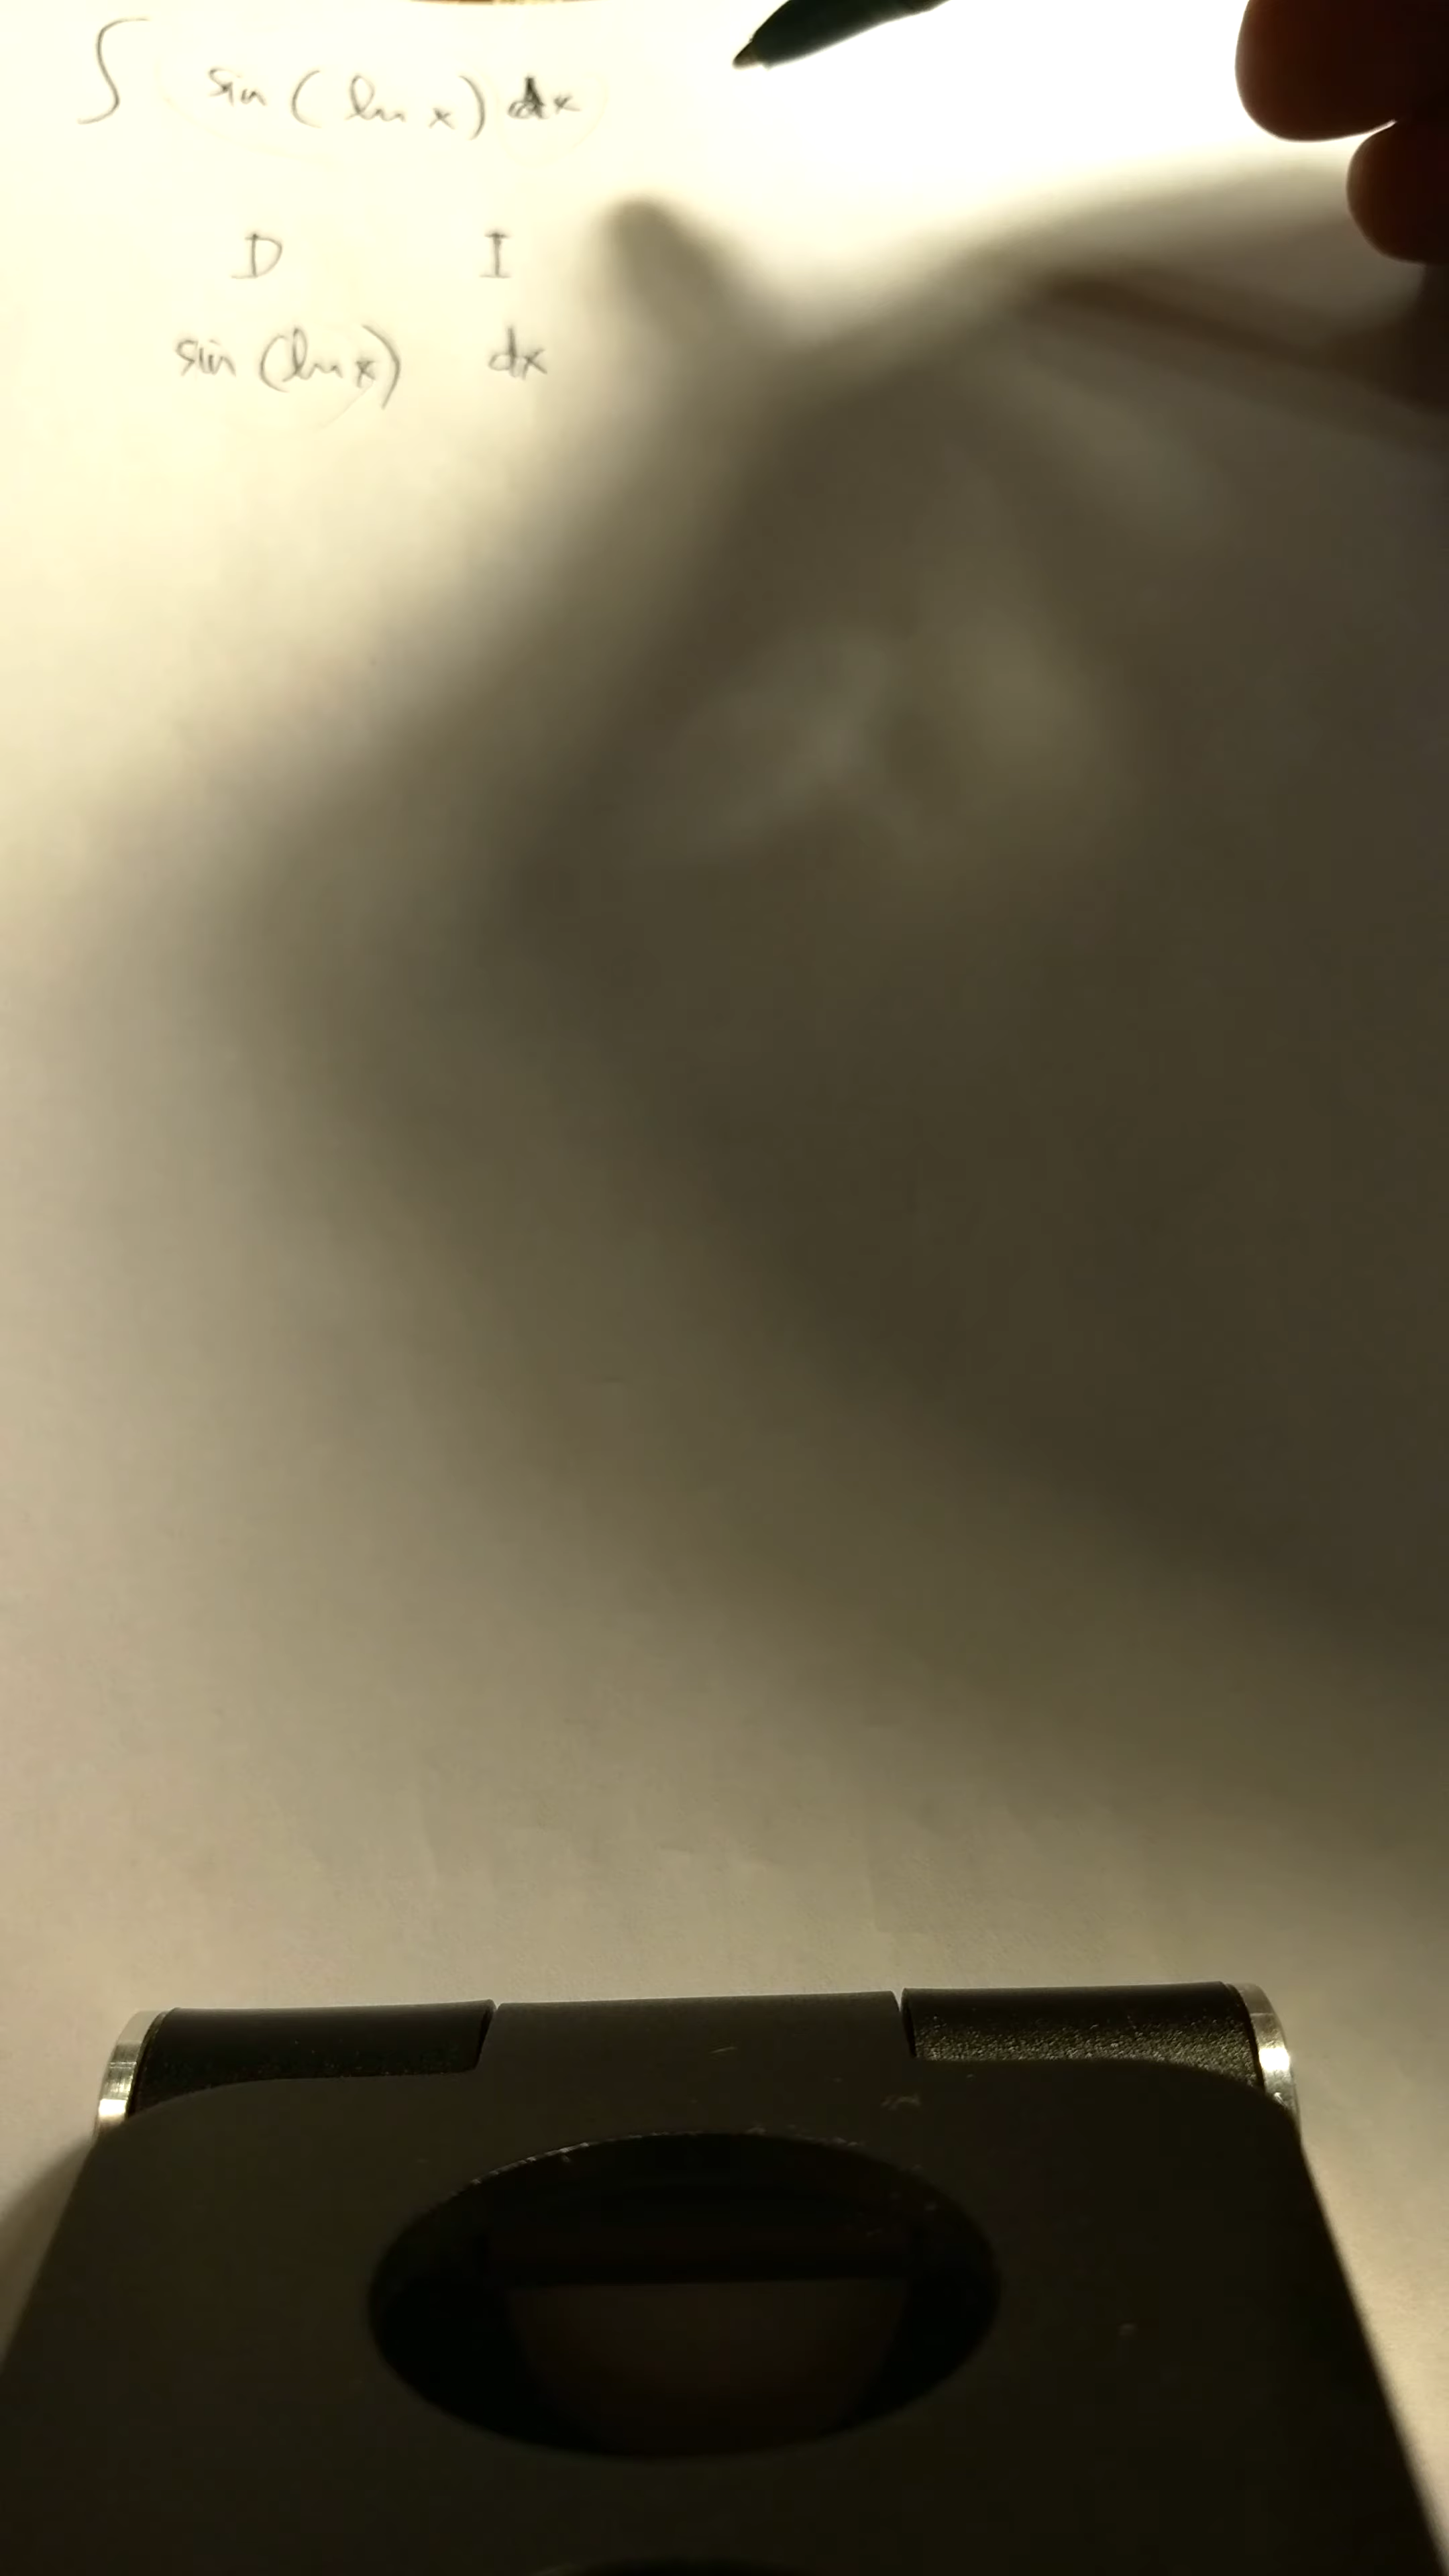 ∫ sin (ln x) dx
D I
sin (ln x) dx